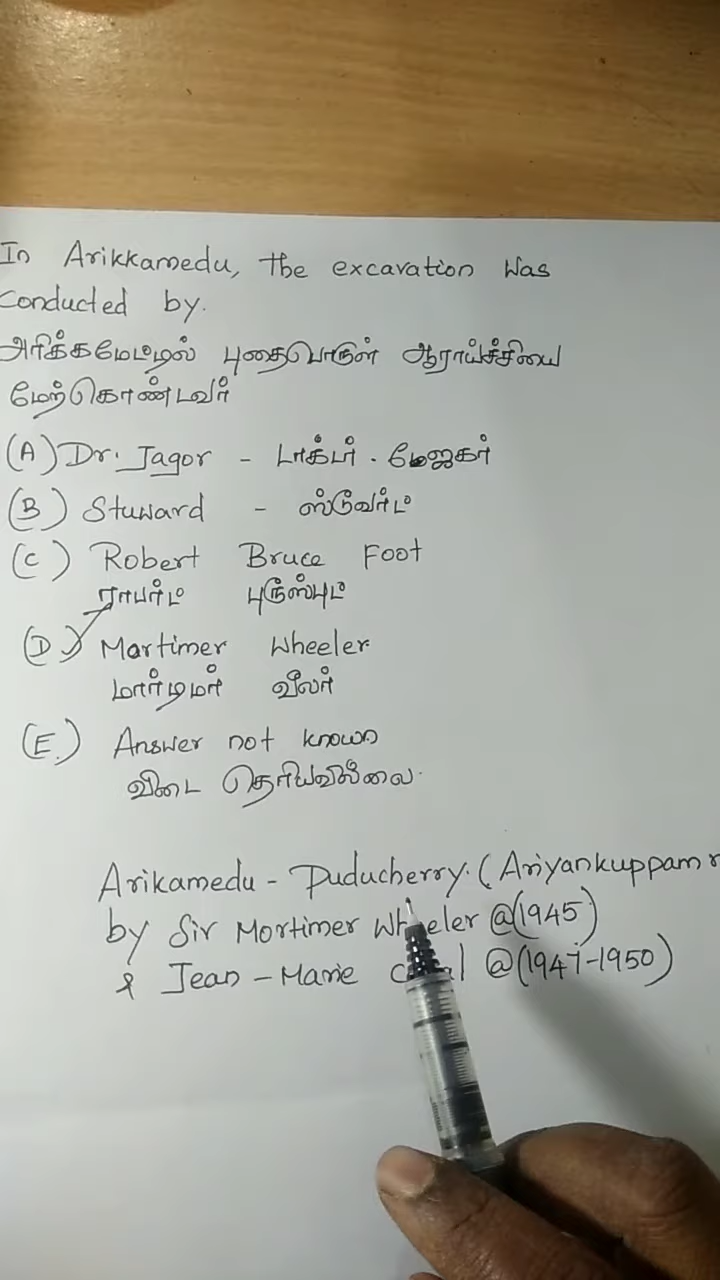 In Arikkamedu, the excavation was
conducted by.
அரிக்கமேட்டில் புதைபொருள் ஆராய்ச்சியை
மேற்கொண்டவர்
(A) Dr. Jagor - டாக்டர். ஜேகர்
(B) Stuward - ஸ்டுவர்ட்
(C) Robert Bruce Foot
ராபர்ட் புரூஸ்புட்
(D) Martimer Wheeler
மார்டிமர் வீலர்
(E.) Answer not known
விடை தெரியவில்லை.
Arikamedu - Puducherry. (Ariyankuppam
by Sir Mortimer Wheeler @(1945)
& Jean - Marie @(1947-1950)